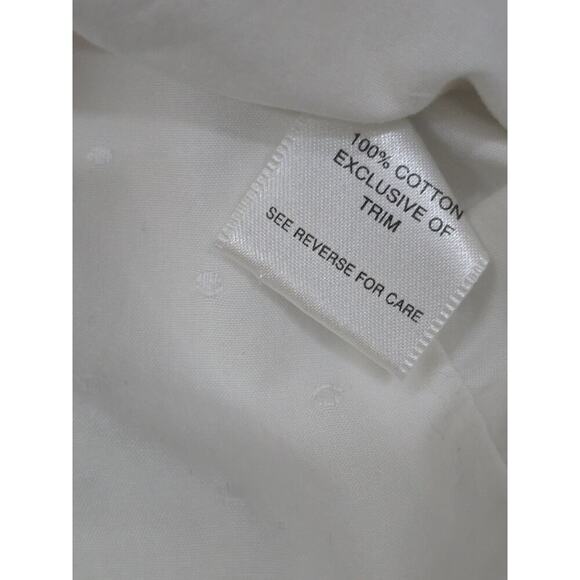 100% COTTON
EXCLUSIVE OF
TRIM
SEE REVERSE FOR CARE